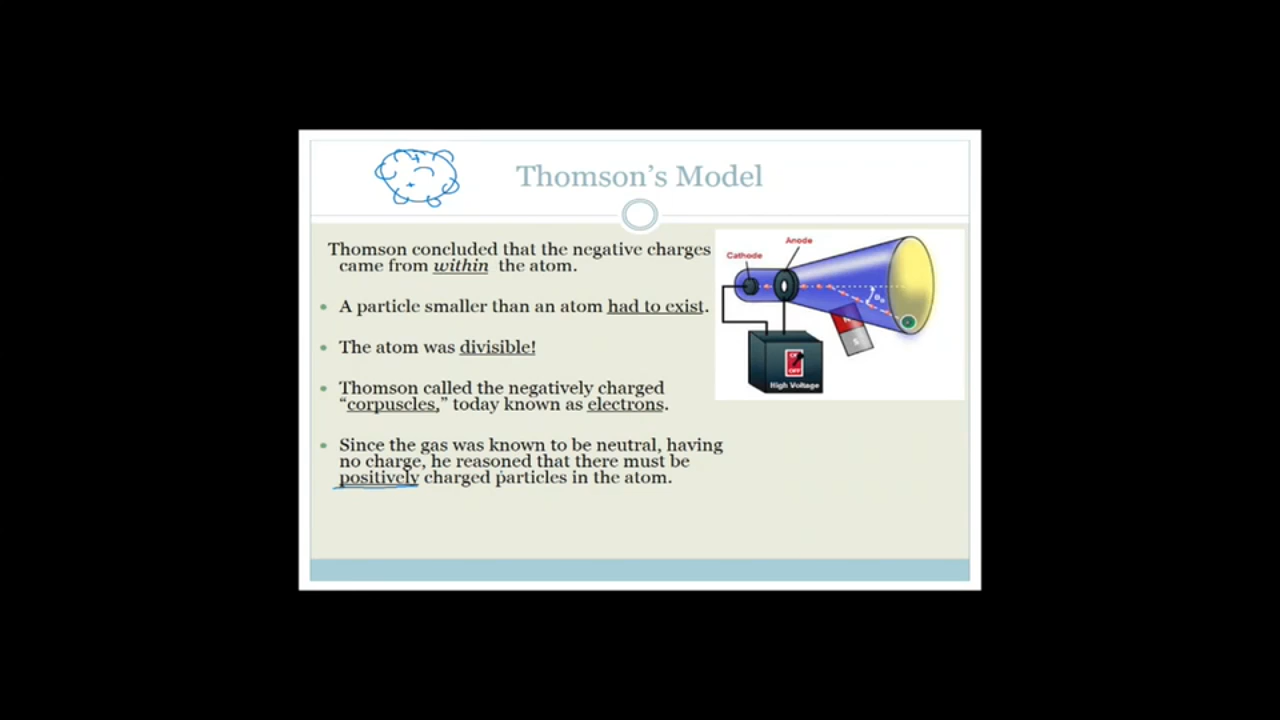 Thomson's Model
Thomson concluded that the negative charges
came from within the atom.
• A particle smaller than an atom had to exist.
• The atom was divisible!
• Thomson called the negatively charged
“corpuscles,” today known as electrons.
• Since the gas was known to be neutral, having
no charge, he reasoned that there must be
positively charged particles in the atom.
Anode
Cathode
S
OFF
High Voltage